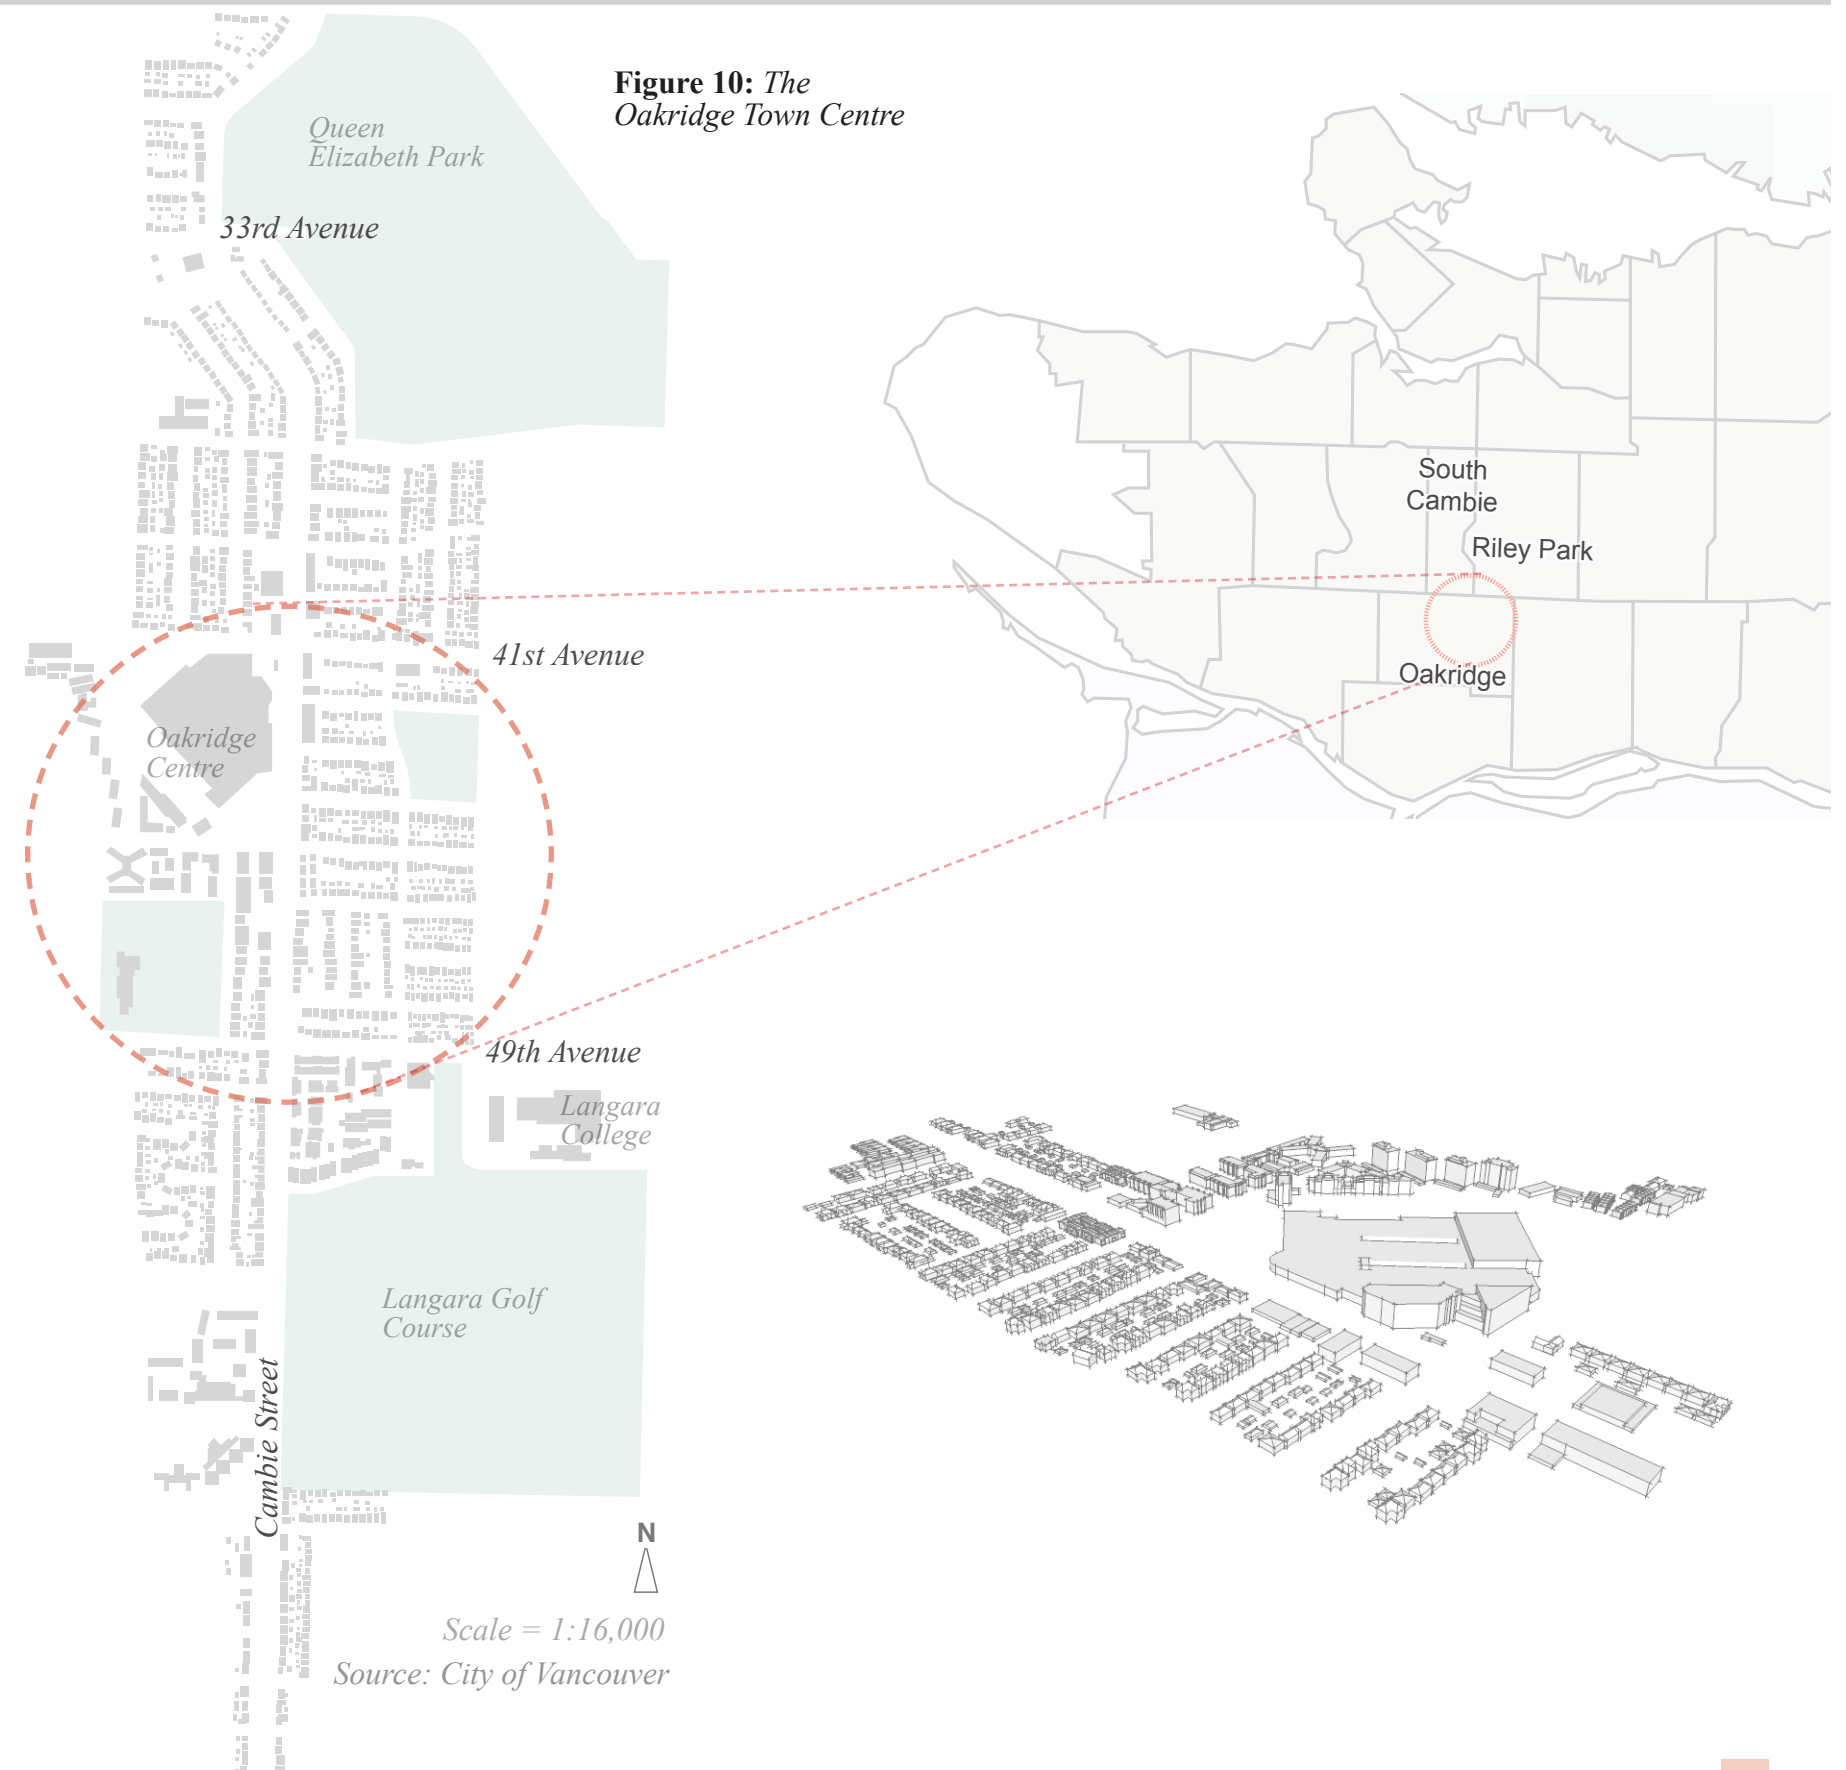 Figure 10: The
Oakridge Town Centre
Queen
Elizabeth Park
33rd Avenue
South
Cambie
Riley Park
41st Avenue
Oakridge
Oakridge
Centre
49th Avenue
Langara
College
Langara Golf
Course
Cambie Street
N
Scale = 1:16,000
Source: City of Vancouver